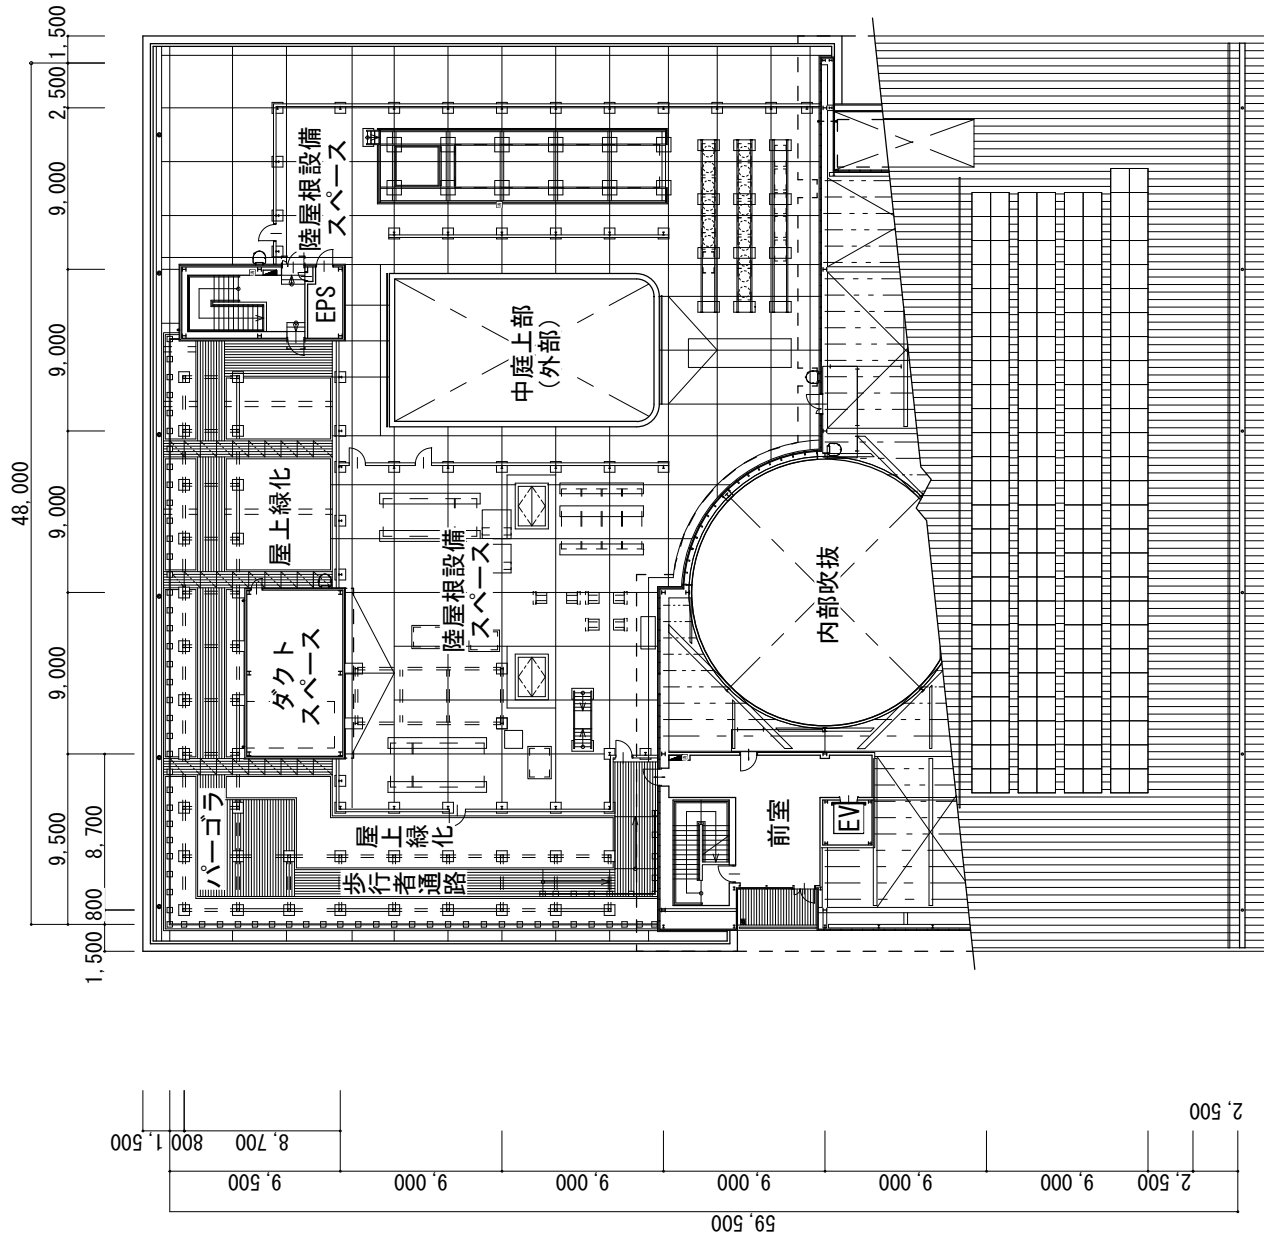 48,000
1,500
2,500
9,000
9,000
9,000
9,000
9,500
8,700
800
1,500
陸屋根設備
スペース
EPS
中庭上部
(外部)
屋上緑化
陸屋根設備
スペース
ダクト
スペース
内部吹抜
パーゴラ
屋上緑化
歩行者通路
前室
EV
1,500
800
8,700
9,500
9,000
9,000
9,000
9,000
9,000
2,500
2,500
59,500